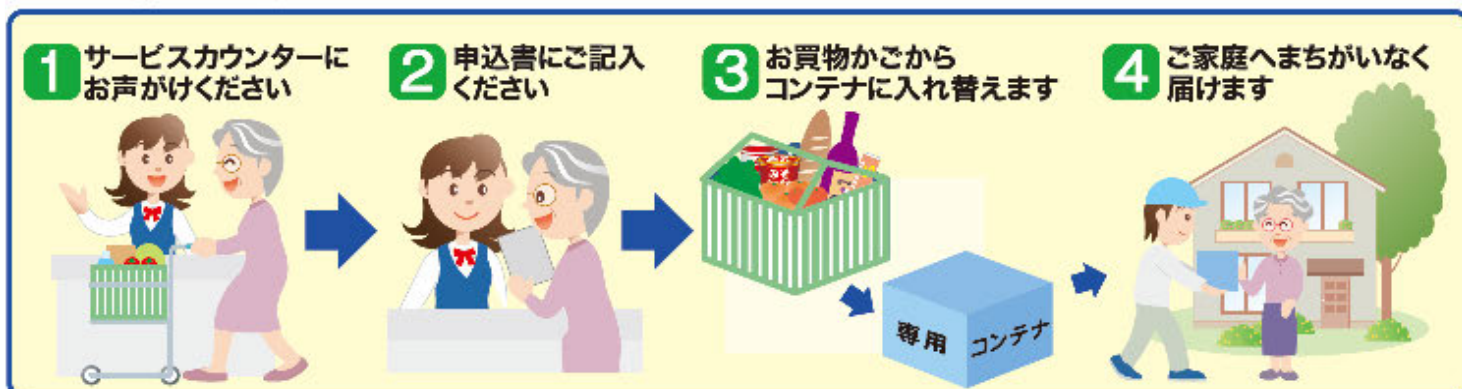 1 サービスカウンターに
お声がけください
2 申込書にご記入
ください
3 お買物かごから
コンテナに入れ替えます
4 ご家庭へまちがいなく
届けます
専用 コンテナ